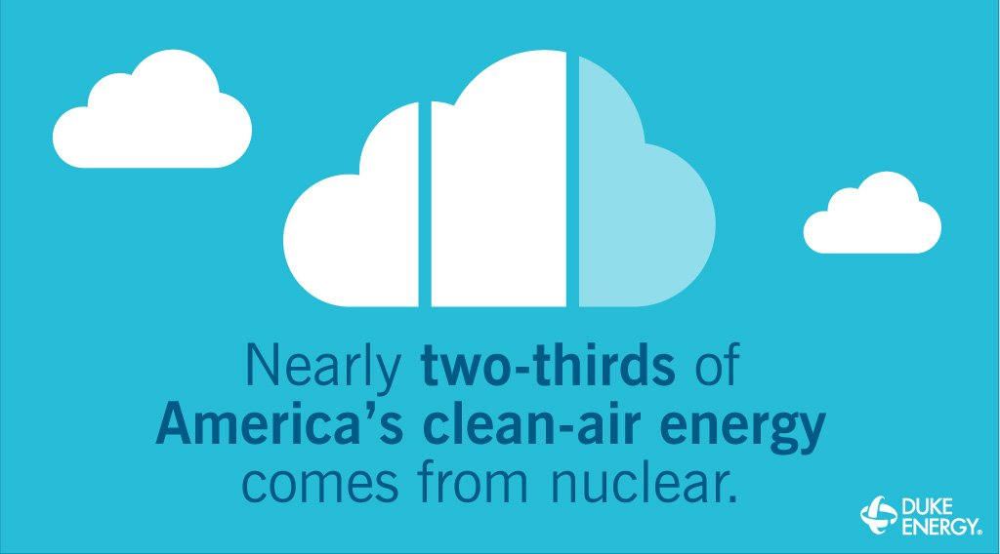 Nearly two-thirds of
America’s clean-air energy
comes from nuclear.
DUKE
ENERGY®